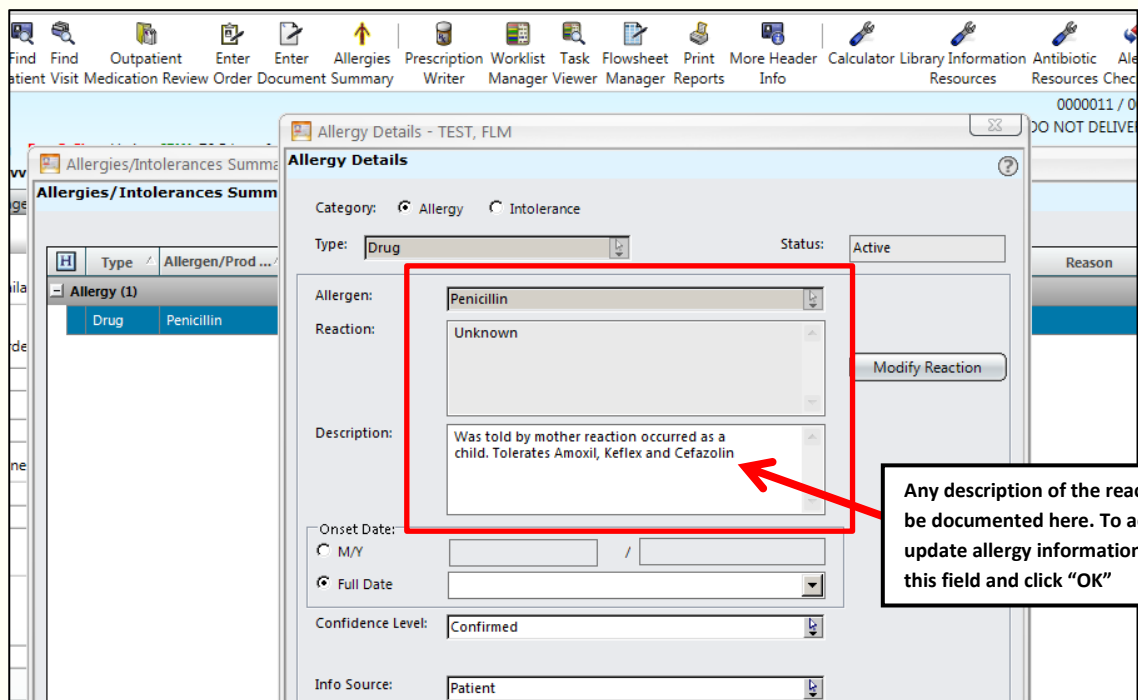 Find Find Outpatient Enter Enter Allergies Prescription Worklist Task Flowsheet Print More Header Calculator Library Information Antibiotic
Visit Medication Review Order Document Summary Writer Manager Viewer Manager Reports Info Resources Resources
0000011 / 0
DO NOT DELIVE
Allergy Details - TEST, FLM
Allergies/Intolerances Summa
Allergy Details
Allergies/Intolerances Summ
Category: Allergy Intolerance
Type: Drug Status: Active
H Type Allergen/Prod ... Reason
Allergy (1)
Drug Penicillin
Allergen: Penicillin
Reaction: Unknown
Modify Reaction
Description: Was told by mother reaction occurred as a
child. Tolerates Amoxil, Keflex and Cefazolin
Any description of the reac
be documented here. To a
update allergy information
this field and click “OK”
Onset Date:
M/Y /
Full Date
Confidence Level: Confirmed
Info Source: Patient